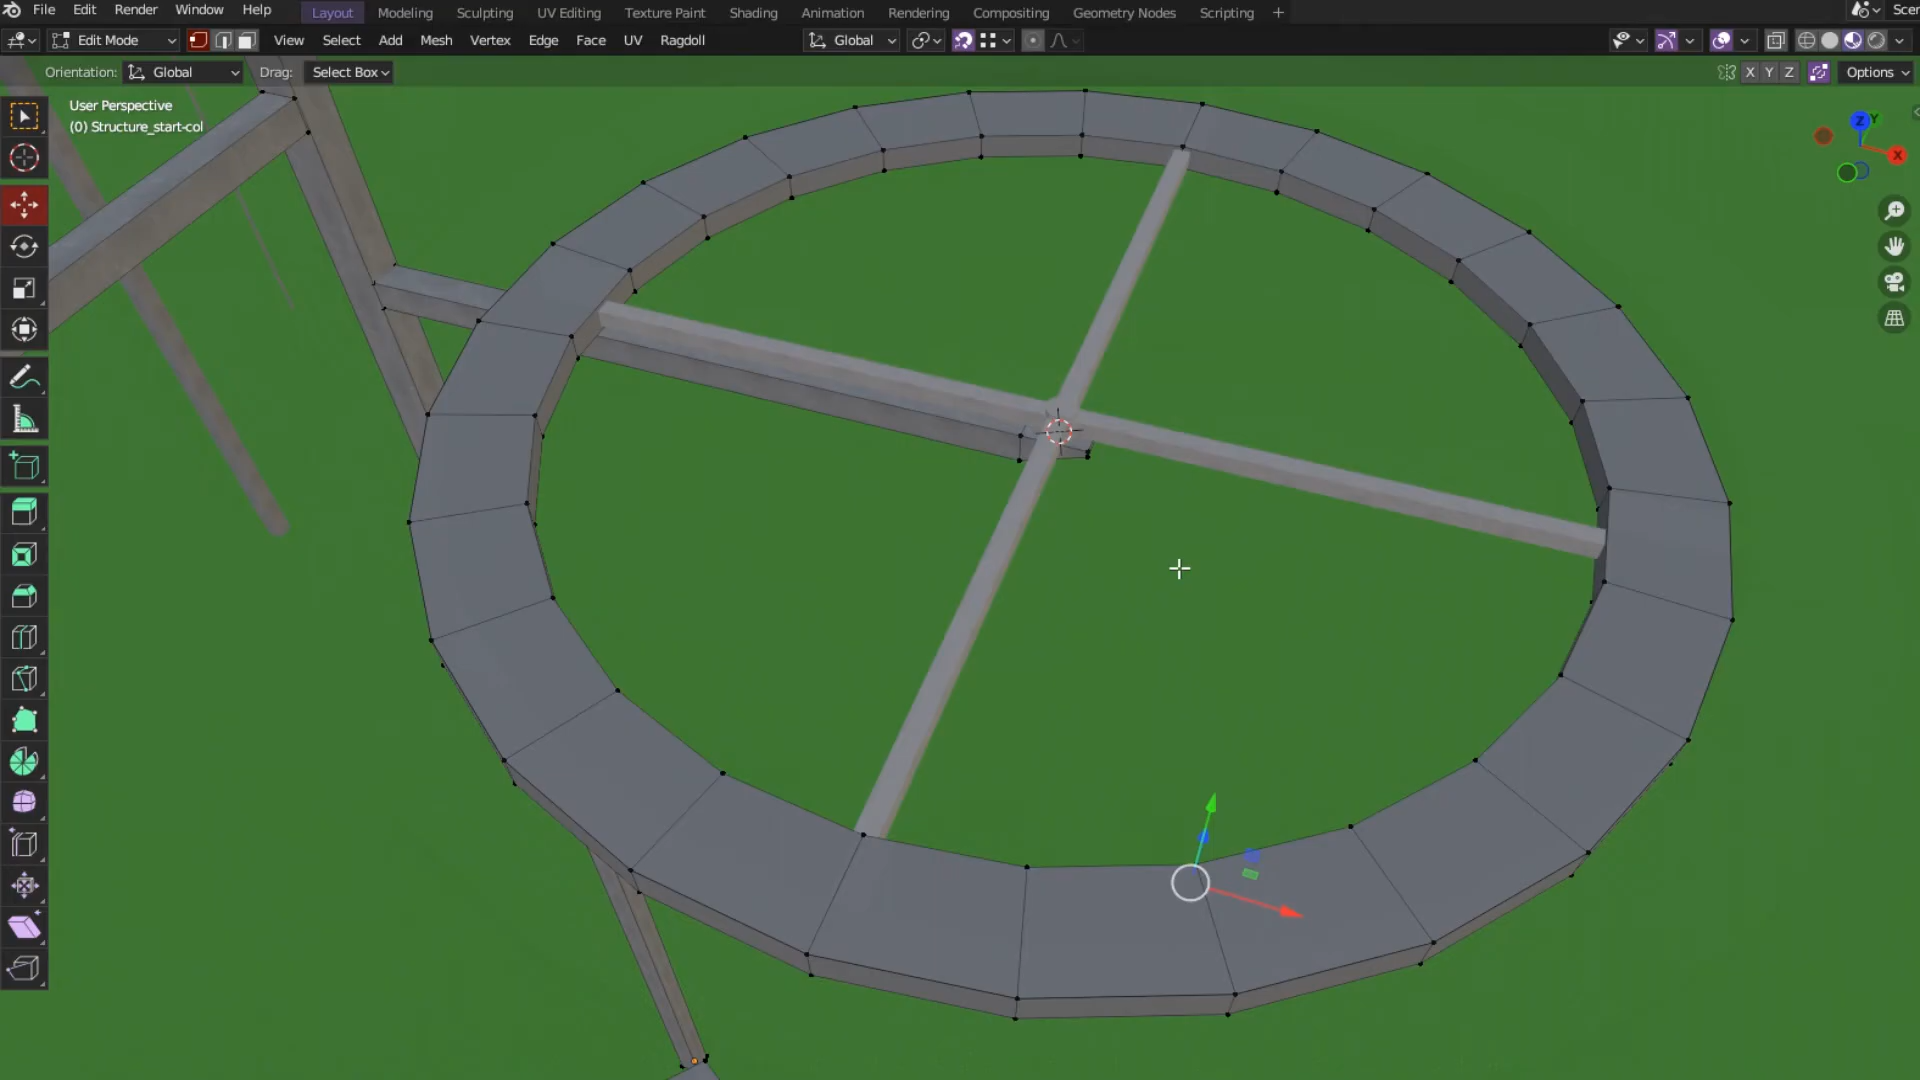 File Edit Render Window Help Layout Modeling Sculpting UV Editing Texture Paint Shading Animation Rendering Compositing Geometry Nodes Scripting + Scer
Edit Mode View Select Add Mesh Vertex Edge Face UV Ragdoll Global
Orientation: Global Drag: Select Box X Y Z Options
User Perspective
(0) Structure_start-col
Z Y
X